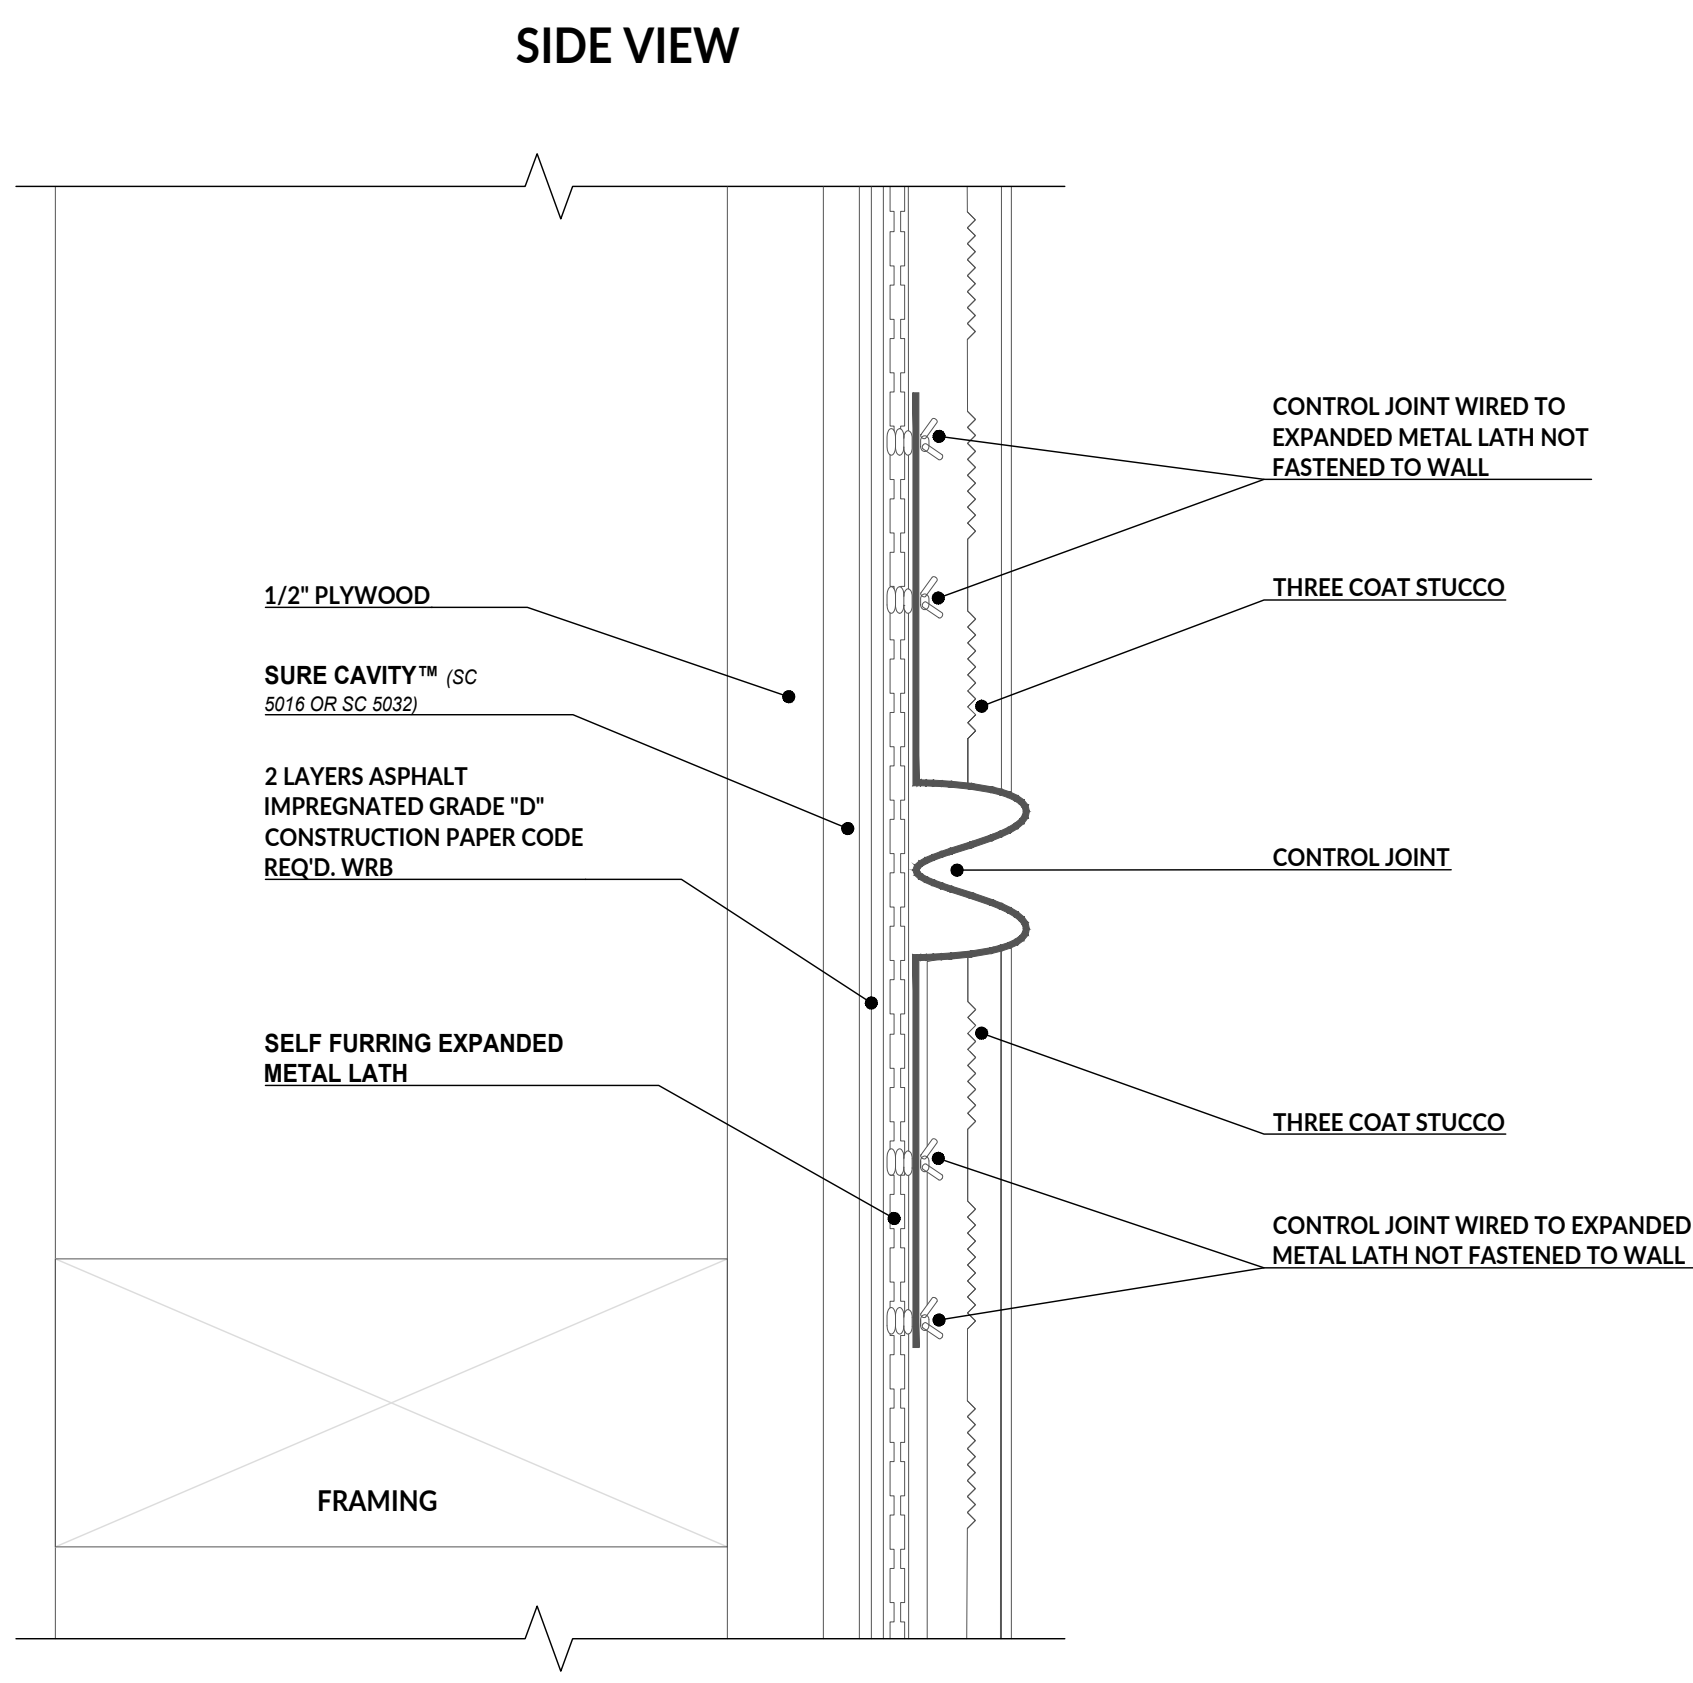 SIDE VIEW
CONTROL JOINT WIRED TO
EXPANDED METAL LATH NOT
FASTENED TO WALL
THREE COAT STUCCO
1/2" PLYWOOD
SURE CAVITY™ (SC
5016 OR SC 5032)
2 LAYERS ASPHALT
IMPREGNATED GRADE "D"
CONSTRUCTION PAPER CODE
REQ'D. WRB
CONTROL JOINT
SELF FURRING EXPANDED
METAL LATH
THREE COAT STUCCO
CONTROL JOINT WIRED TO EXPANDED
METAL LATH NOT FASTENED TO WALL
FRAMING